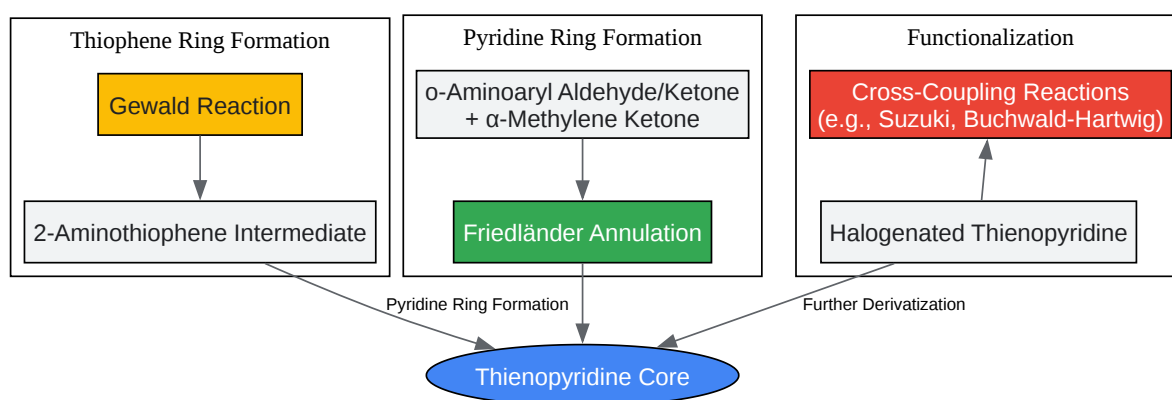 Thiophene Ring Formation
Gewald Reaction
2-Aminothiophene Intermediate
Pyridine Ring Formation
o-Aminoaryl Aldehyde/Ketone
+ α-Methylene Ketone
Friedländer Annulation
Functionalization
Cross-Coupling Reactions
(e.g., Suzuki, Buchwald-Hartwig)
Halogenated Thienopyridine
Pyridine Ring Formation
Further Derivatization
Thienopyridine Core